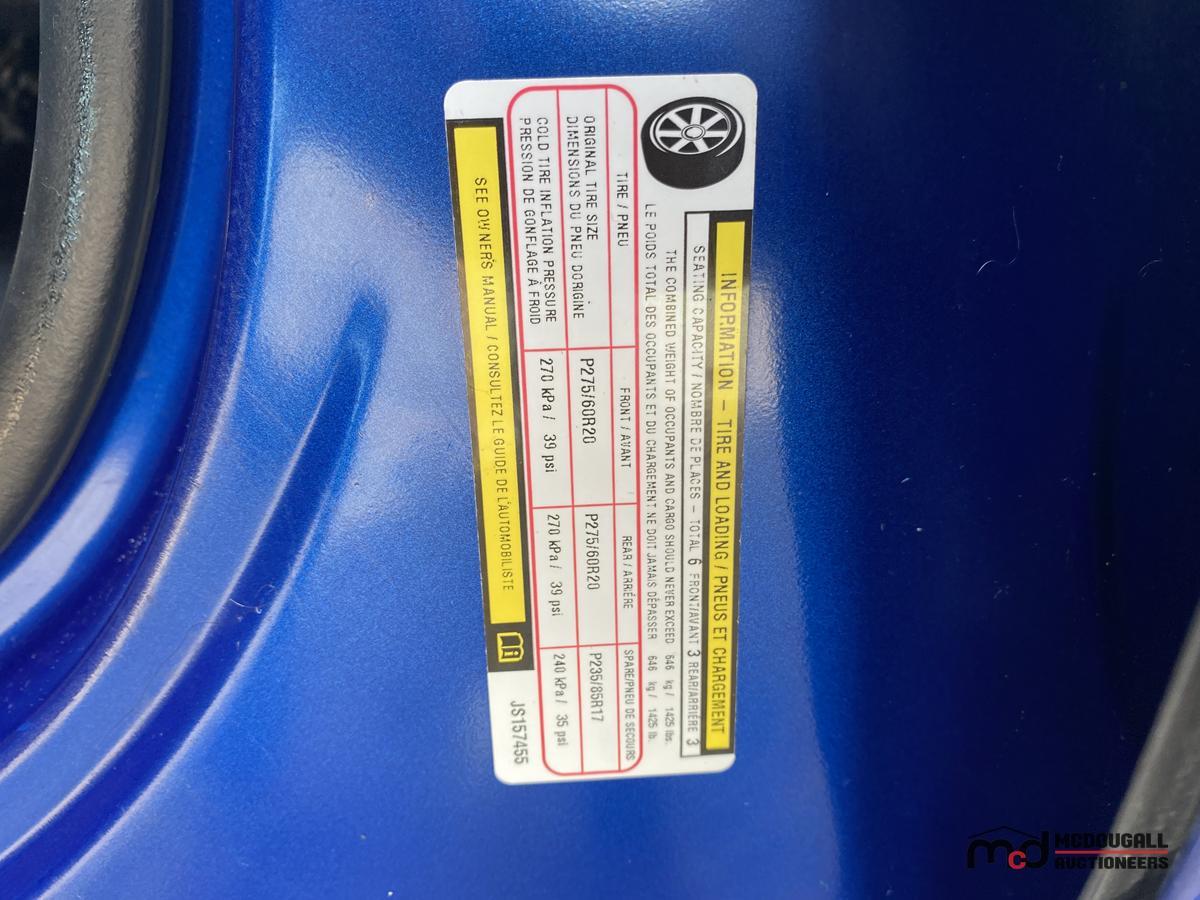 INFORMATION – TIRE AND LOADING / PNEUS ET CHARGEMENT
SEATING CAPACITY / NOMBRE DE PLACES – TOTAL 6 FRONT/AVANT 3 REAR/ARRIÈRE 3
THE COMBINED WEIGHT OF OCCUPANTS AND CARGO SHOULD NEVER EXCEED 646 kg / 1425 lbs.
LE POIDS TOTAL DES OCCUPANTS ET DU CHARGEMENT NE DOIT JAMAIS DÉPASSER 646 kg / 1425 lb.
TIRE / PNEU FRONT / AVANT REAR / ARRIÈRE SPARE/PNEU DE SECOURS
ORIGINAL TIRE SIZE
DIMENSIONS DU PNEU DORIGINE P275/60R20 P275/60R20 P235/85R17
COLD TIRE INFLATION PRESSURE
PRESSION DE GONFLAGE À FROID 270 kPa / 39 psi 270 kPa / 39 psi 240 kPa / 35 psi
SEE OWNER'S MANUAL / CONSULTEZ LE GUIDE DE L'AUTOMOBILISTE
JS157455
mcd MCDOUGALL
AUCTIONEERS